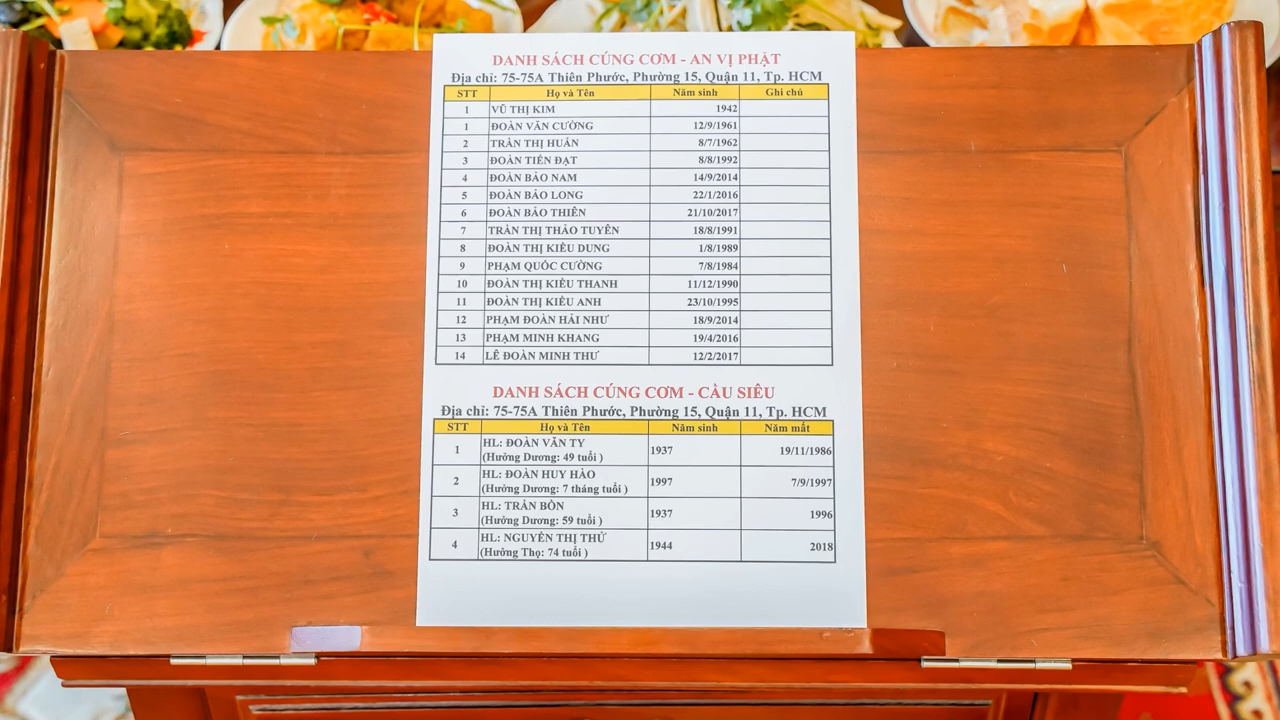 DANH SÁCH CÚNG CƠM - AN VỊ PHẬT
Địa chỉ: 75-75A Thiên Phước, Phường 15, Quận 11, Tp. HCM
STT Họ và Tên Năm sinh Ghi chú
1 VŨ THỊ KIM 1942
1 ĐOÀN VĂN CƯỜNG 12/9/1961
2 TRẦN THỊ HUÂN 8/7/1962
3 ĐOÀN TIẾN ĐẠT 8/8/1992
4 ĐOÀN BẢO NAM 14/9/2014
5 ĐOÀN BẢO LONG 22/1/2016
6 ĐOÀN BẢO THIÊN 21/10/2017
7 TRẦN THỊ THẢO TUYÊN 18/8/1991
8 ĐOÀN THỊ KIỀU DUNG 1/8/1989
9 PHẠM QUỐC CƯỜNG 7/8/1984
10 ĐOÀN THỊ KIỀU THANH 11/12/1990
11 ĐOÀN THỊ KIỀU ANH 23/10/1995
12 PHẠM ĐOÀN HẢI NHƯ 18/9/2014
13 PHẠM MINH KHANG 19/4/2016
14 LÊ ĐOÀN MINH THƯ 12/2/2017
DANH SÁCH CÚNG CƠM - CẦU SIÊU
Địa chỉ: 75-75A Thiên Phước, Phường 15, Quận 11, Tp. HCM
STT Họ và Tên Năm sinh Năm mất
1 HL: ĐOÀN VĂN TY 1937 19/11/1986
(Hưởng Dương: 49 tuổi )
2 HL: ĐOÀN HUY HÀO 1997 7/9/1997
(Hưởng Dương: 7 tháng tuổi )
3 HL: TRẦN BÒN 1937 1996
(Hưởng Dương: 59 tuổi )
4 HL: NGUYỄN THỊ THỬ 1944 2018
(Hưởng Thọ: 74 tuổi )